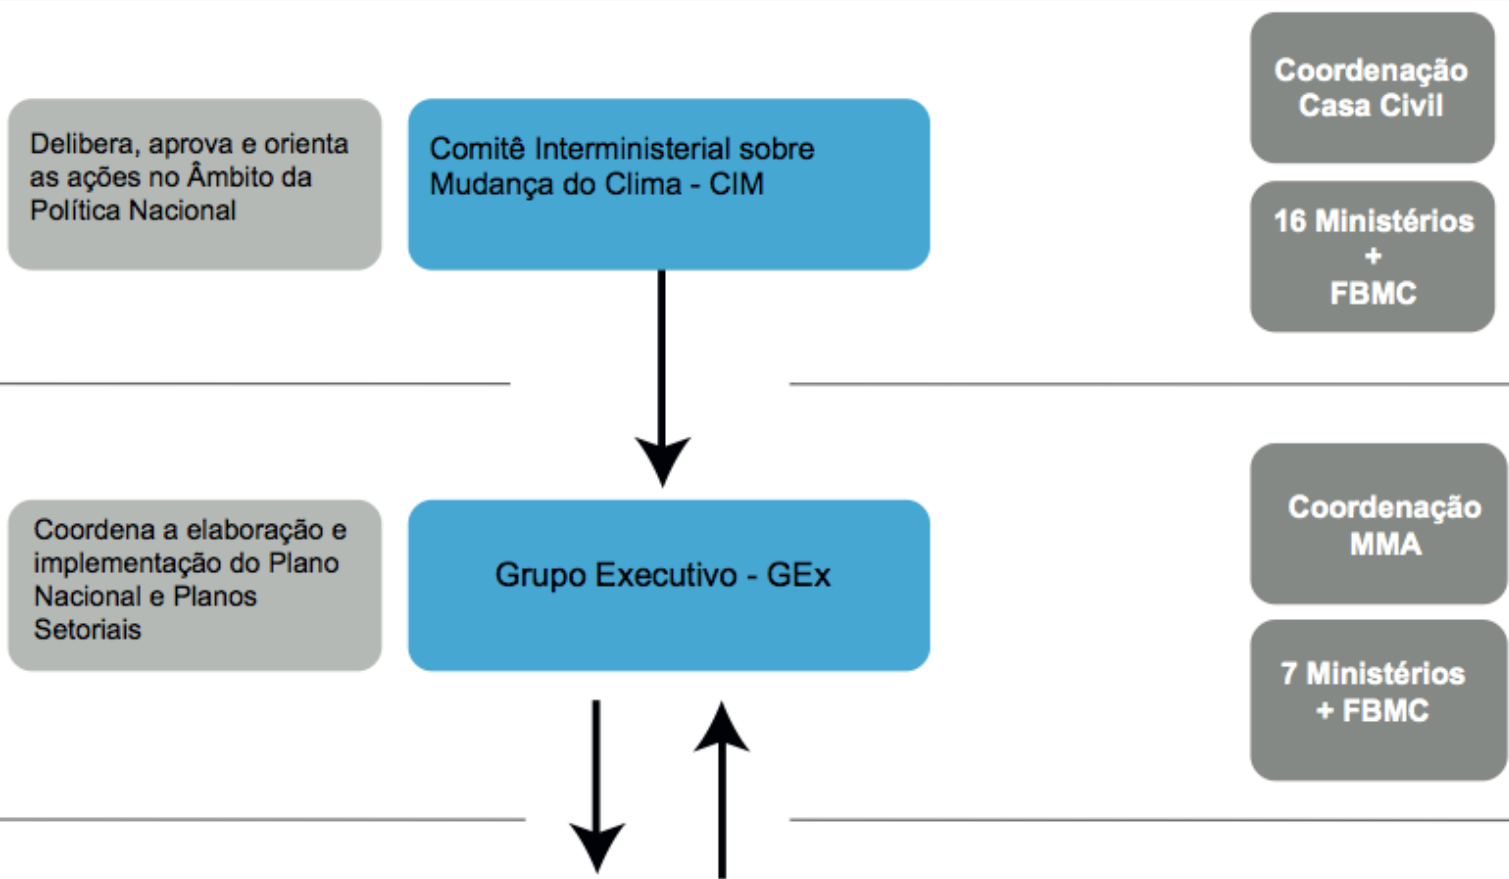 Delibera, aprova e orienta
as ações no Âmbito da
Política Nacional
Comitê Interministerial sobre
Mudança do Clima - CIM
Coordenação
Casa Civil
16 Ministérios
+
FBMC
Coordena a elaboração e
implementação do Plano
Nacional e Planos
Setoriais
Grupo Executivo - GEx
Coordenação
MMA
7 Ministérios
+ FBMC